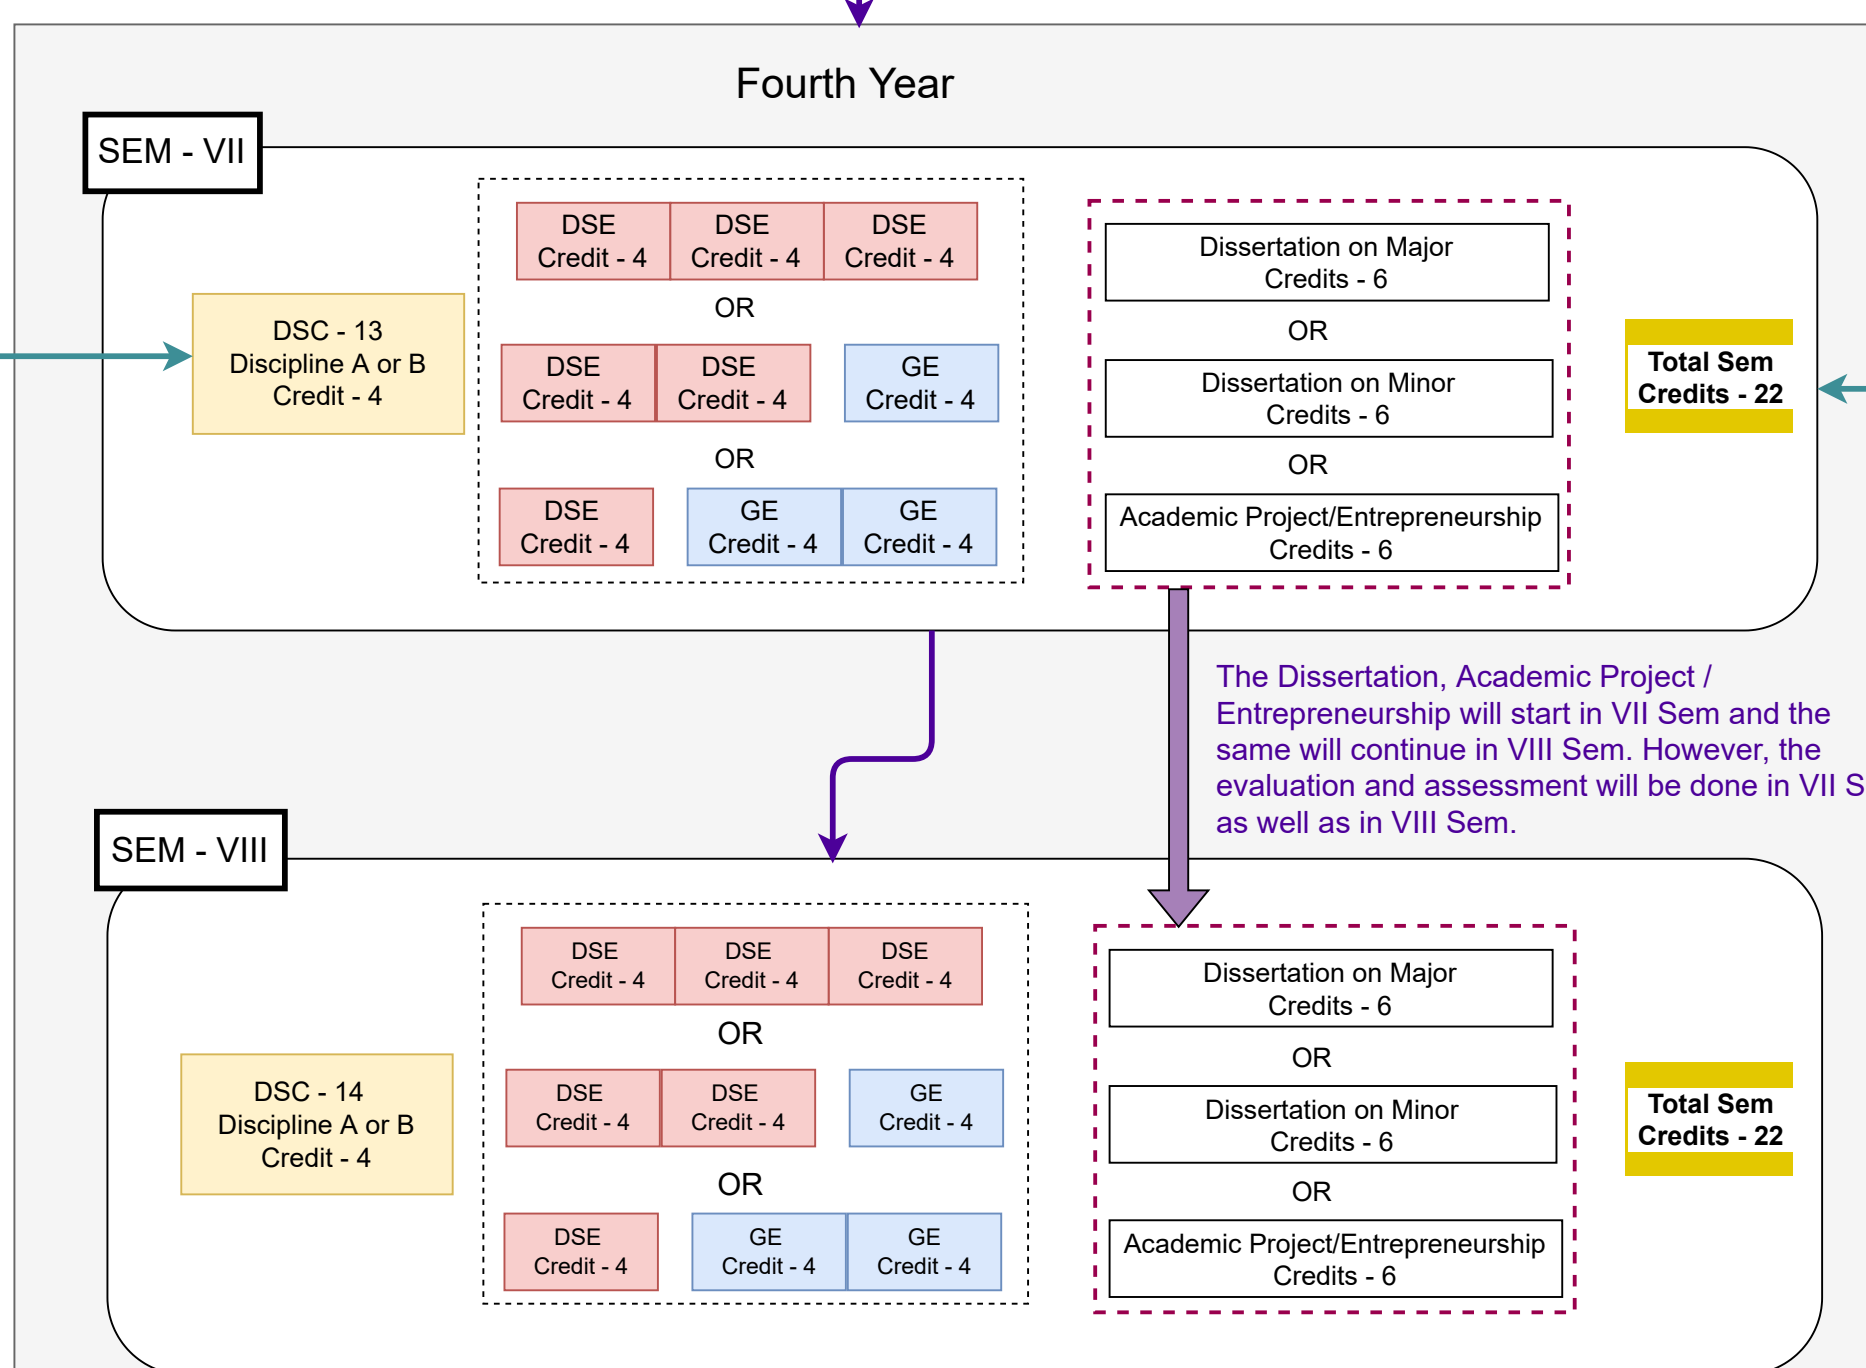 Fourth Year
SEM - VII
DSC - 13
Discipline A or B
Credit - 4
DSE
Credit - 4
DSE
Credit - 4
DSE
Credit - 4
OR
DSE
Credit - 4
DSE
Credit - 4
GE
Credit - 4
OR
DSE
Credit - 4
GE
Credit - 4
GE
Credit - 4
Dissertation on Major
Credits - 6
OR
Dissertation on Minor
Credits - 6
OR
Academic Project/Entrepreneurship
Credits - 6
Total Sem
Credits - 22
The Dissertation, Academic Project /
Entrepreneurship will start in VII Sem and the
same will continue in VIII Sem. However, the
evaluation and assessment will be done in VII S
as well as in VIII Sem.
SEM - VIII
DSC - 14
Discipline A or B
Credit - 4
DSE
Credit - 4
DSE
Credit - 4
DSE
Credit - 4
OR
DSE
Credit - 4
DSE
Credit - 4
GE
Credit - 4
OR
DSE
Credit - 4
GE
Credit - 4
GE
Credit - 4
Dissertation on Major
Credits - 6
OR
Dissertation on Minor
Credits - 6
OR
Academic Project/Entrepreneurship
Credits - 6
Total Sem
Credits - 22